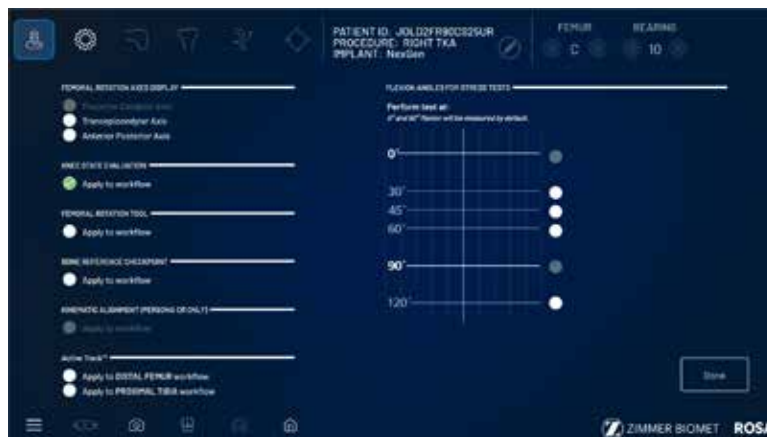 PATIENT ID: JOLD2FR90CS25UR
PROCEDURE: RIGHT TKA
IMPLANT: NexGen
FEMUR
C
BEARING
10
FEMORAL ROTATION AXES DISPLAY
Posterior Condylar Axis
Transepicondylar Axis
Anterior Posterior Axis
KNEE STATE EVALUATION
Apply to workflow
FEMORAL ROTATION TOOL
Apply to workflow
BONE REFERENCE CHECKPOINT
Apply to workflow
KINEMATIC ALIGNMENT (PERSONA CR ONLY)
Apply to workflow
Active Track™
Apply to DISTAL FEMUR workflow
Apply to PROXIMAL TIBIA workflow
FLEXION ANGLES FOR STRESS TESTS
Perform test at:
0° and 90° flexion will be measured by default.
0°
30°
45°
60°
90°
120°
Done
ZIMMER BIOMET
ROSA